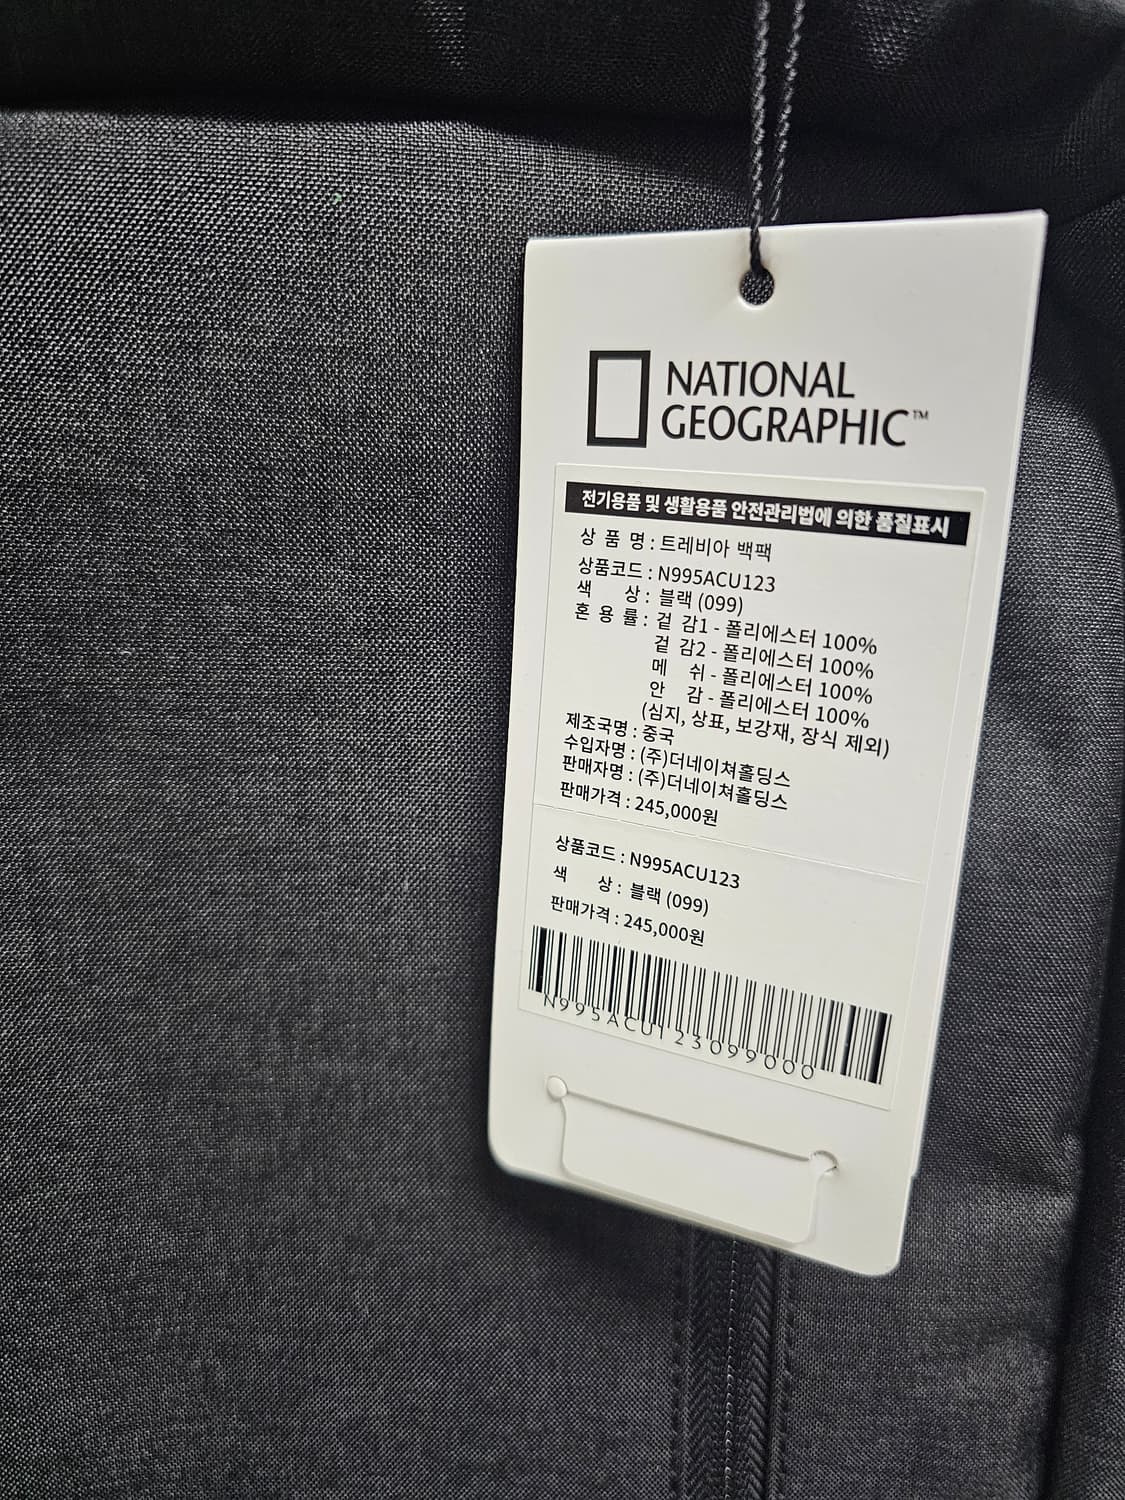 NATIONAL
GEOGRAPHIC™
전기용품 및 생활용품 안전관리법에 의한 품질표시
상 품 명 : 트레비아 백팩
상품코드 : N995ACU123
색 상 : 블랙 (099)
혼 용 률 : 겉 감1 - 폴리에스터 100%
겉 감2 - 폴리에스터 100%
메 쉬 - 폴리에스터 100%
안 감 - 폴리에스터 100%
(심지, 상표, 보강재, 장식 제외)
제조국명 : 중국
수입자명 : (주)더네이쳐홀딩스
판매자명 : (주)더네이쳐홀딩스
판매가격 : 245,000원
상품코드 : N995ACU123
색 상 : 블랙 (099)
판매가격 : 245,000원
N995ACU123099000